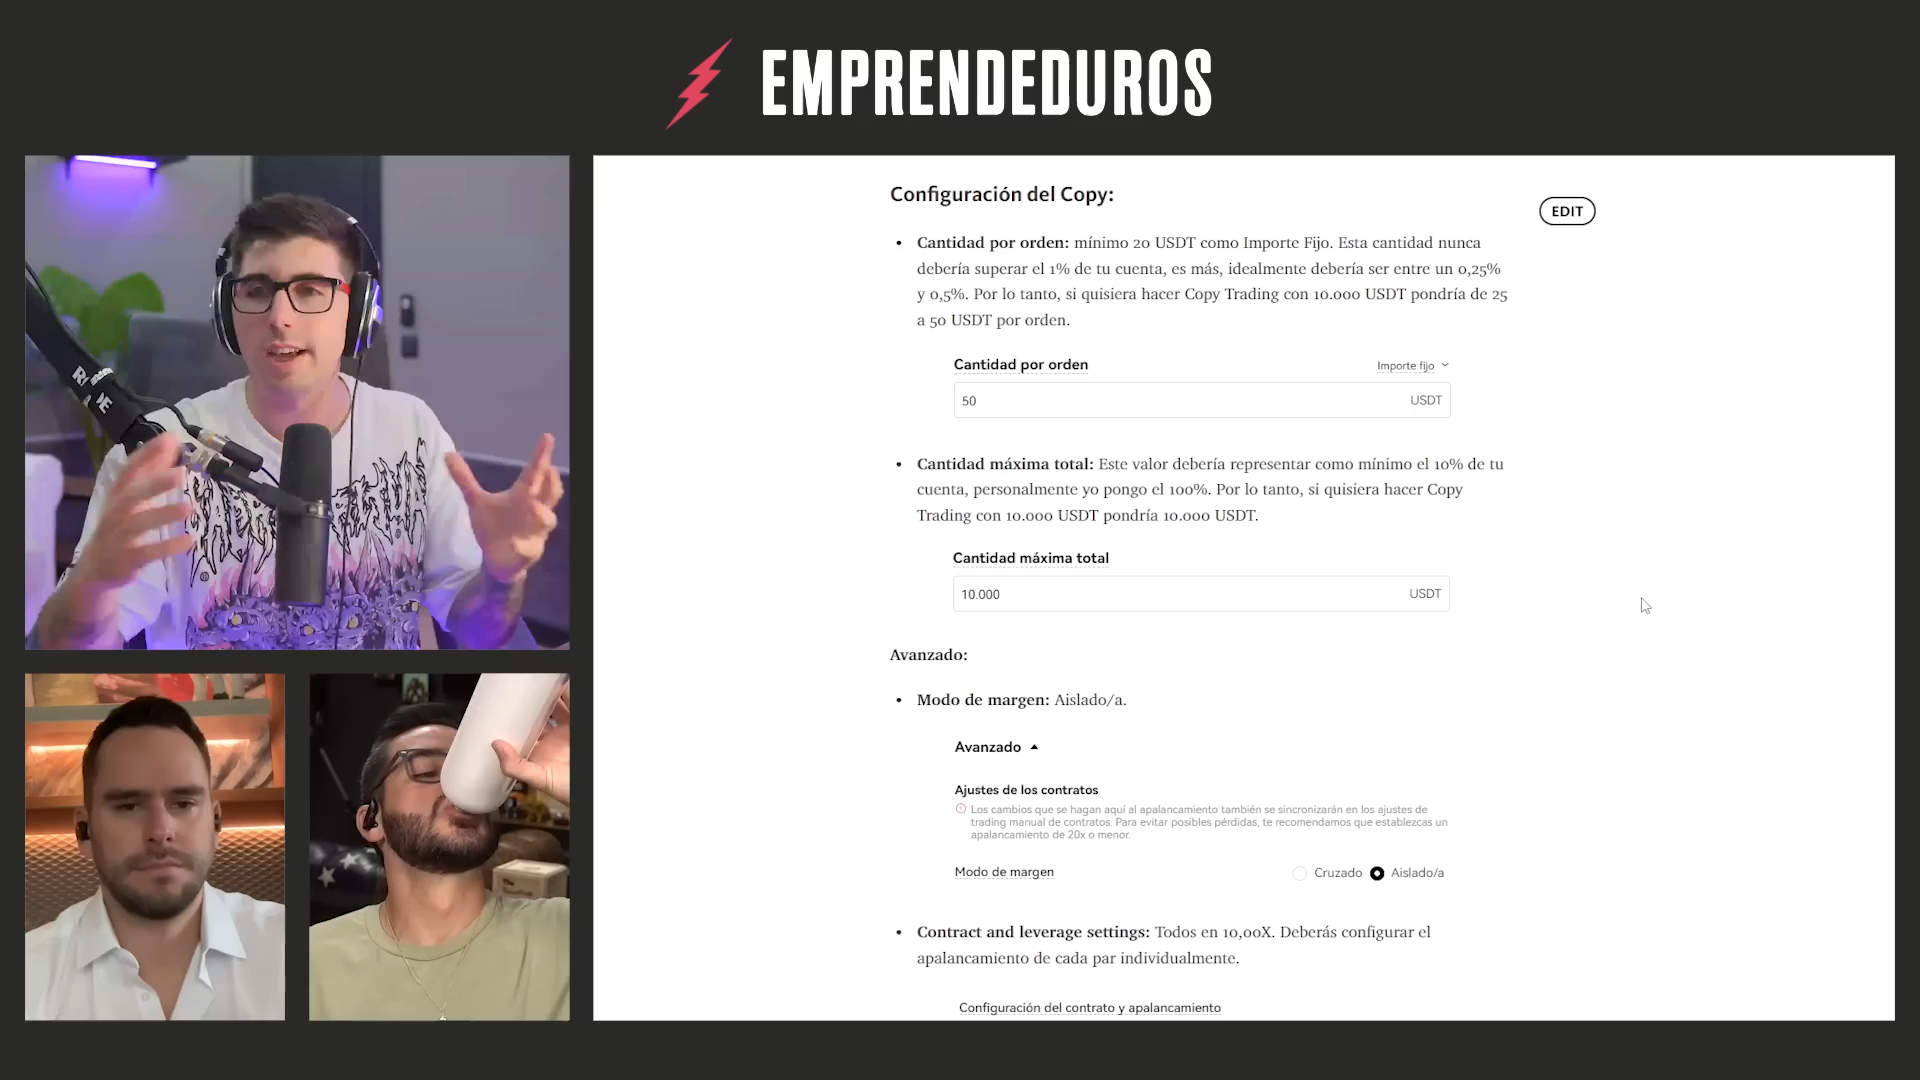 EMPRENDEDUROS
Configuración del Copy:
EDIT
• Cantidad por orden: mínimo 20 USDT como Importe Fijo. Esta cantidad nunca
debería superar el 1% de tu cuenta, es más, idealmente debería ser entre un 0,25%
y 0,5%. Por lo tanto, si quisiera hacer Copy Trading con 10.000 USDT pondría de 25
a 50 USDT por orden.
Cantidad por orden
Importe fijo
50
USDT
• Cantidad máxima total: Este valor debería representar como mínimo el 10% de tu
cuenta, personalmente yo pongo el 100%. Por lo tanto, si quisiera hacer Copy
Trading con 10.000 USDT pondría 10.000 USDT.
Cantidad máxima total
10.000
USDT
Avanzado:
• Modo de margen: Aislado/a.
Avanzado
Ajustes de los contratos
Los cambios que se hagan aquí al apalancamiento también se sincronizarán en los ajustes de
trading manual de contratos. Para evitar posibles pérdidas, te recomendamos que establezcas un
apalancamiento de 20x o menor.
Modo de margen
Cruzado
Aislado/a
• Contract and leverage settings: Todos en 10,00X. Deberás configurar el
apalancamiento de cada par individualmente.
Configuración del contrato y apalancamiento